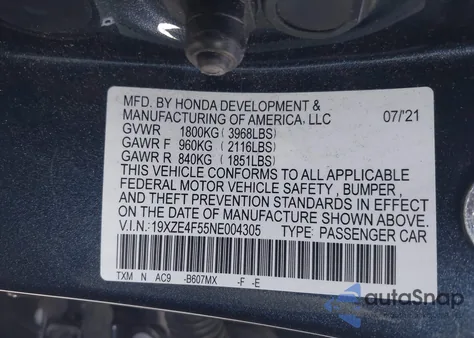 MFD. BY HONDA DEVELOPMENT &
MANUFACTURING OF AMERICA, LLC 07/'21
GVWR 1800KG ( 3968LBS )
GAWR F 960KG ( 2116LBS )
GAWR R 840KG ( 1851LBS )
THIS VEHICLE CONFORMS TO ALL APPLICABLE
FEDERAL MOTOR VEHICLE SAFETY , BUMPER ,
AND THEFT PREVENTION STANDARDS IN EFFECT
ON THE DATE OF MANUFACTURE SHOWN ABOVE.
V.I.N: 19XZE4F55NE004305 TYPE: PASSENGER CAR
TXM N AC9 -B607MX -F -E
autoSnap